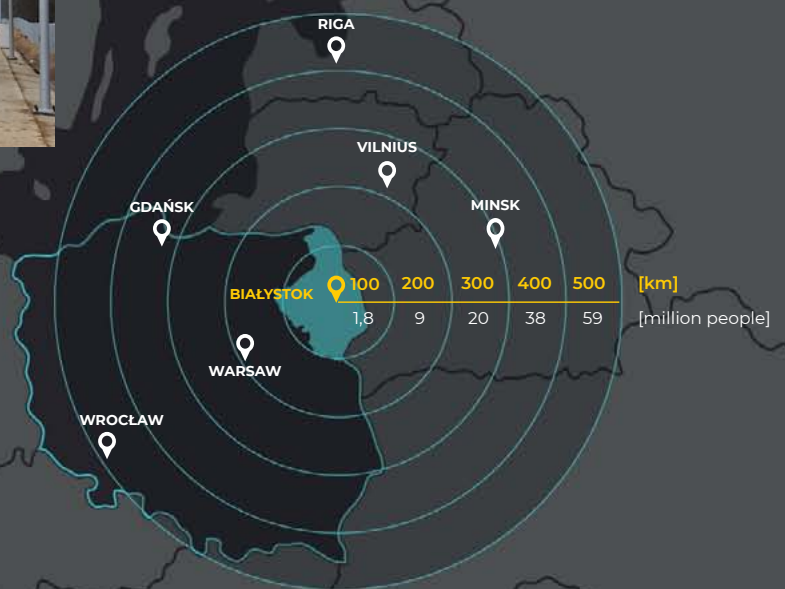 RIGA
VILNIUS
GDAŃSK
MINSK
BIAŁYSTOK
100 200 300 400 500 [km]
1,8 9 20 38 59 [million people]
WARSAW
WROCŁAW